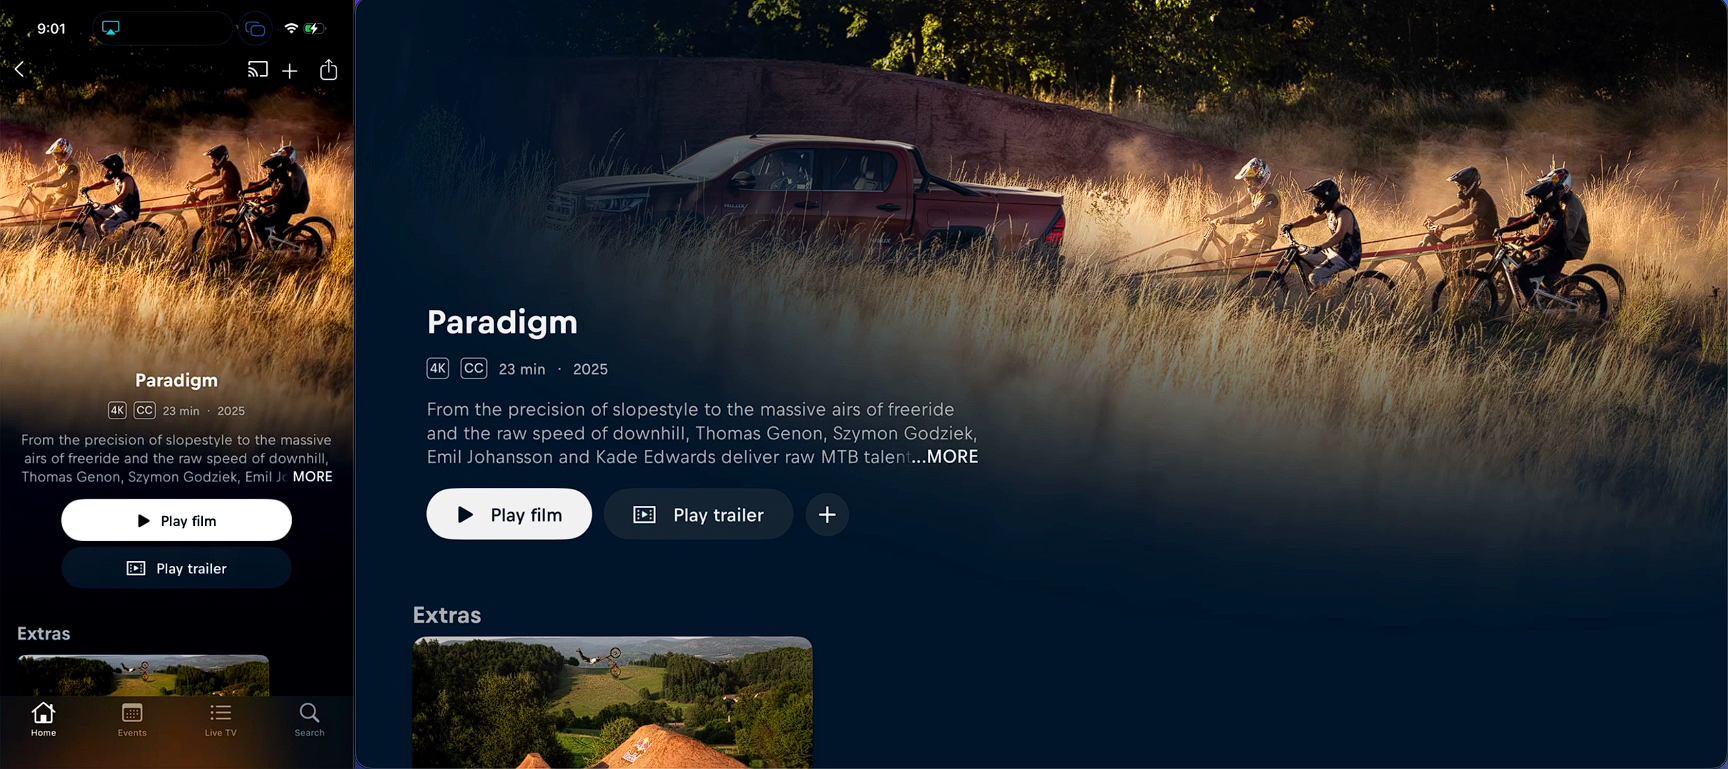 9:01
Paradigm
4K CC 23 min · 2025
From the precision of slopestyle to the massive
airs of freeride and the raw speed of downhill,
Thomas Genon, Szymon Godziek, Emil Jo MORE
Play film
Play trailer
Extras
Home
Events
Live TV
Search
HILUX
Paradigm
4K CC 23 min · 2025
From the precision of slopestyle to the massive airs of freeride
and the raw speed of downhill, Thomas Genon, Szymon Godziek,
Emil Johansson and Kade Edwards deliver raw MTB talent...MORE
Play film
Play trailer
Extras